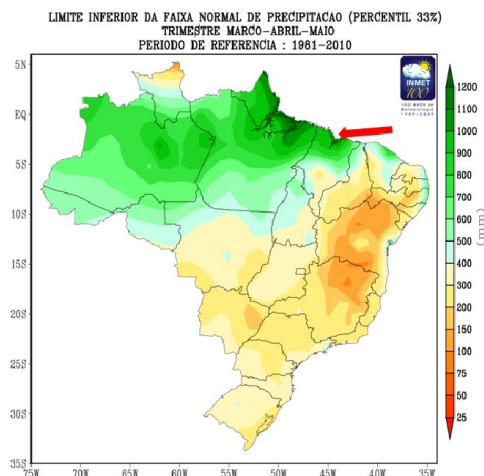 LIMITE INFERIOR DA FAIXA NORMAL DE PRECIPITACAO (PERCENTIL 33%)
TRIMESTRE MARCO-ABRIL-MAIO
PERIODO DE REFERENCIA : 1981-2010
5N
EQ
5S
10S
15S
20S
25S
30S
35S
75W
70W
65W
60W
55W
50W
45W
40W
35W
INMET
100
1200
1100
1000
900
800
700
600
500
400
300
200
150
100
75
50
25
(mm)